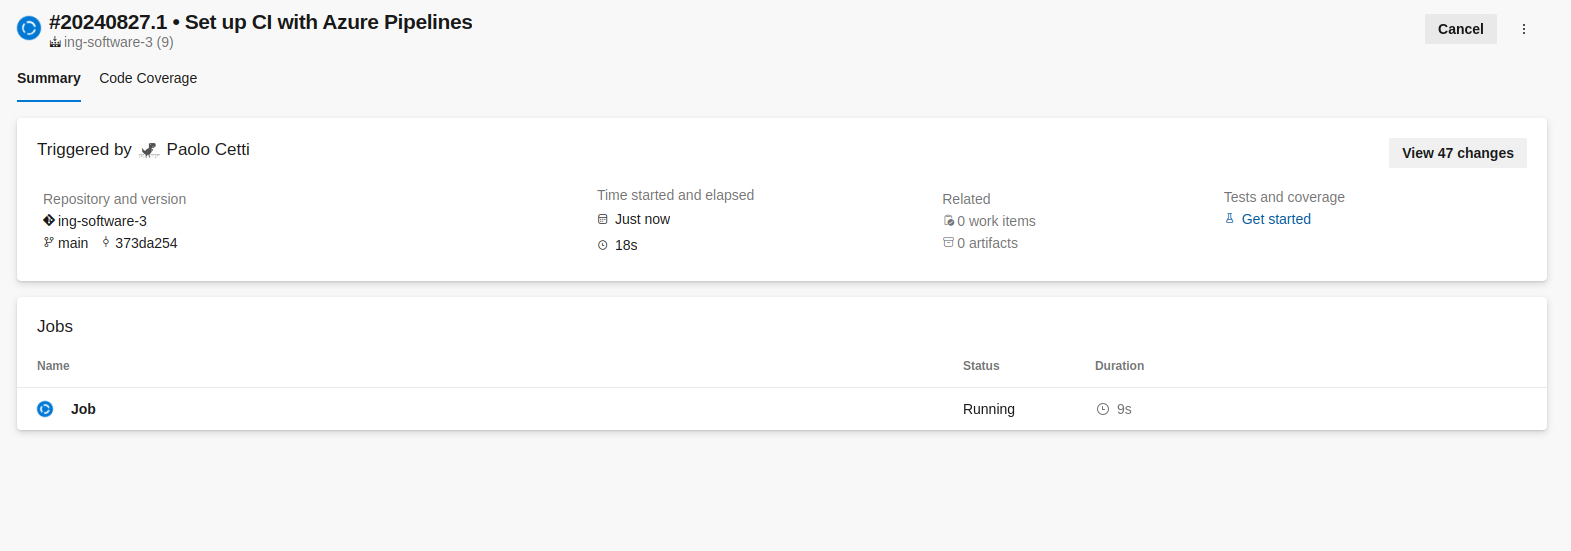 #20240827.1 • Set up CI with Azure Pipelines
ing-software-3 (9)
Cancel
Summary
Code Coverage
Triggered by Paolo Cetti
View 47 changes
Repository and version
ing-software-3
main 373da254
Time started and elapsed
Just now
18s
Related
0 work items
0 artifacts
Tests and coverage
Get started
Jobs
Name Status Duration
Job Running 9s